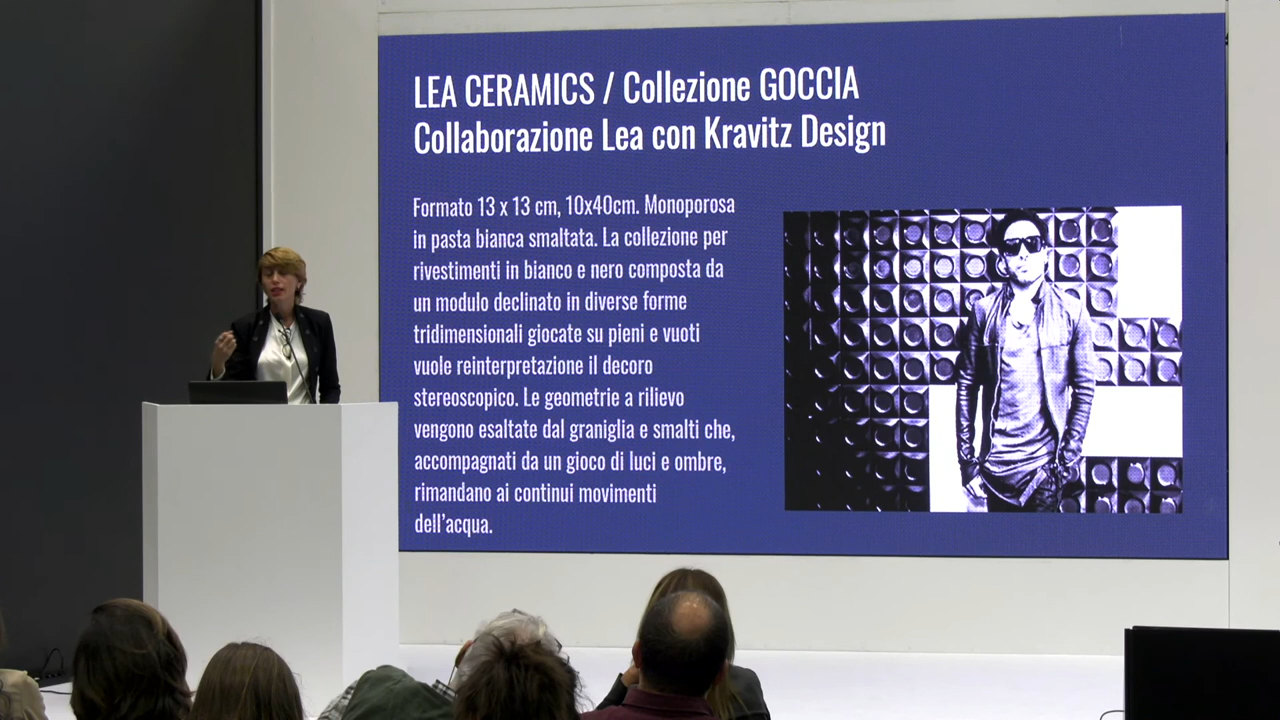 LEA CERAMICS / Collezione GOCCIA
Collaborazione Lea con Kravitz Design
Formato 13 x 13 cm, 10x40cm. Monoporosa
in pasta bianca smaltata. La collezione per
rivestimenti in bianco e nero composta da
un modulo declinato in diverse forme
tridimensionali giocate su pieni e vuoti
vuole reinterpretazione il decoro
stereoscopico. Le geometrie a rilievo
vengono esaltate dal graniglia e smalti che,
accompagnati da un gioco di luci e ombre,
rimandano ai continui movimenti
dell'acqua.